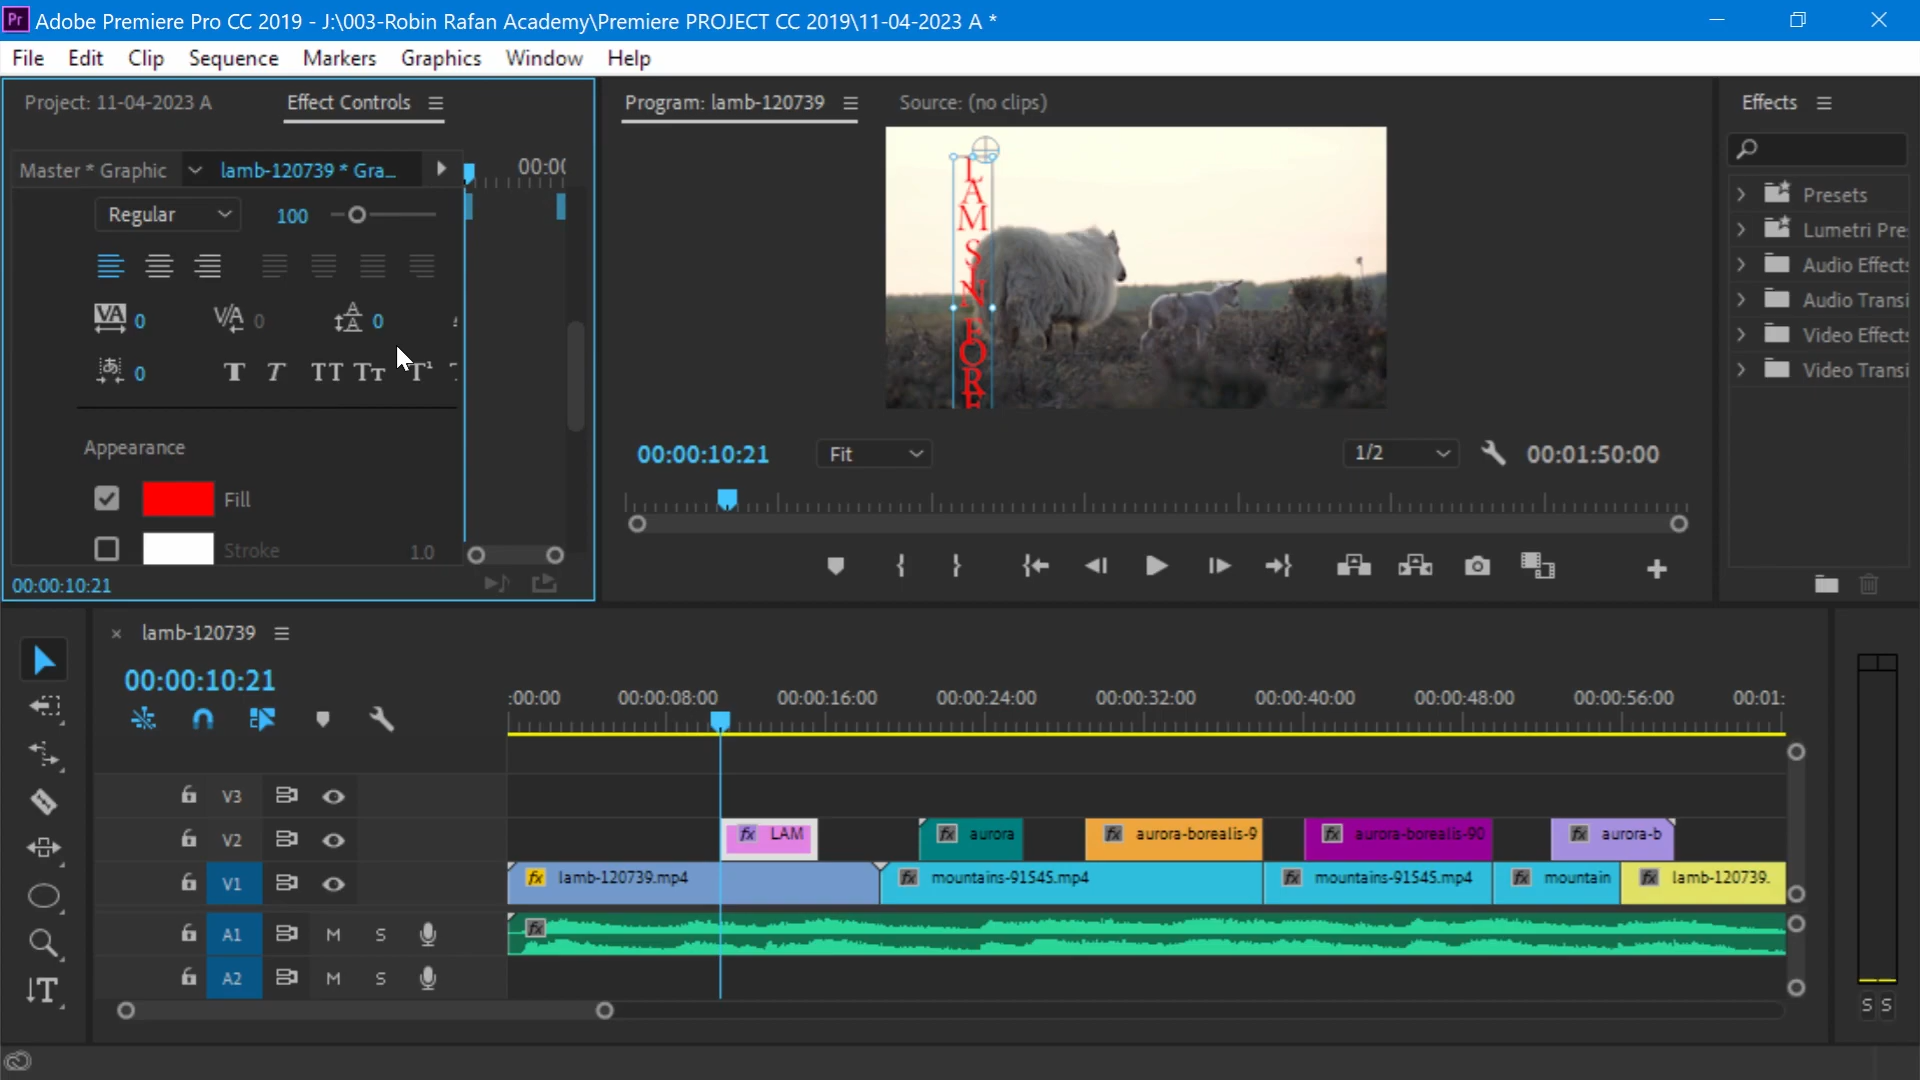 Pr Adobe Premiere Pro CC 2019 - J:\003-Robin Rafan Academy\Premiere PROJECT CC 2019\11-04-2023 A *
File Edit Clip Sequence Markers Graphics Window Help
Project: 11-04-2023 A Effect Controls Program: lamb-120739 Source: (no clips) Effects
Master * Graphic lamb-120739 * Gra... 00:00
Regular 100
VA 0 V/A 0 A A 0
あ 0 T T TT Tт T¹
Appearance
Fill
Stroke 1.0
00:00:10:21
L
A
M
S
I
N
F
O
R
E
00:00:10:21 Fit 1/2 00:01:50:00
Presets
Lumetri Pre
Audio Effects
Audio Transi
Video Effects
Video Transi
lamb-120739
00:00:10:21
:00:00 00:00:08:00 00:00:16:00 00:00:24:00 00:00:32:00 00:00:40:00 00:00:48:00 00:00:56:00 00:01:
V3
V2 fx LAM fx aurora fx aurora-borealis-9 fx aurora-borealis-90 fx aurora-b
V1 fx lamb-120739.mp4 fx mountains-91545.mp4 fx mountains-91545.mp4 fx mountain fx lamb-120739.
A1 M S fx
A2 M S
T
S S